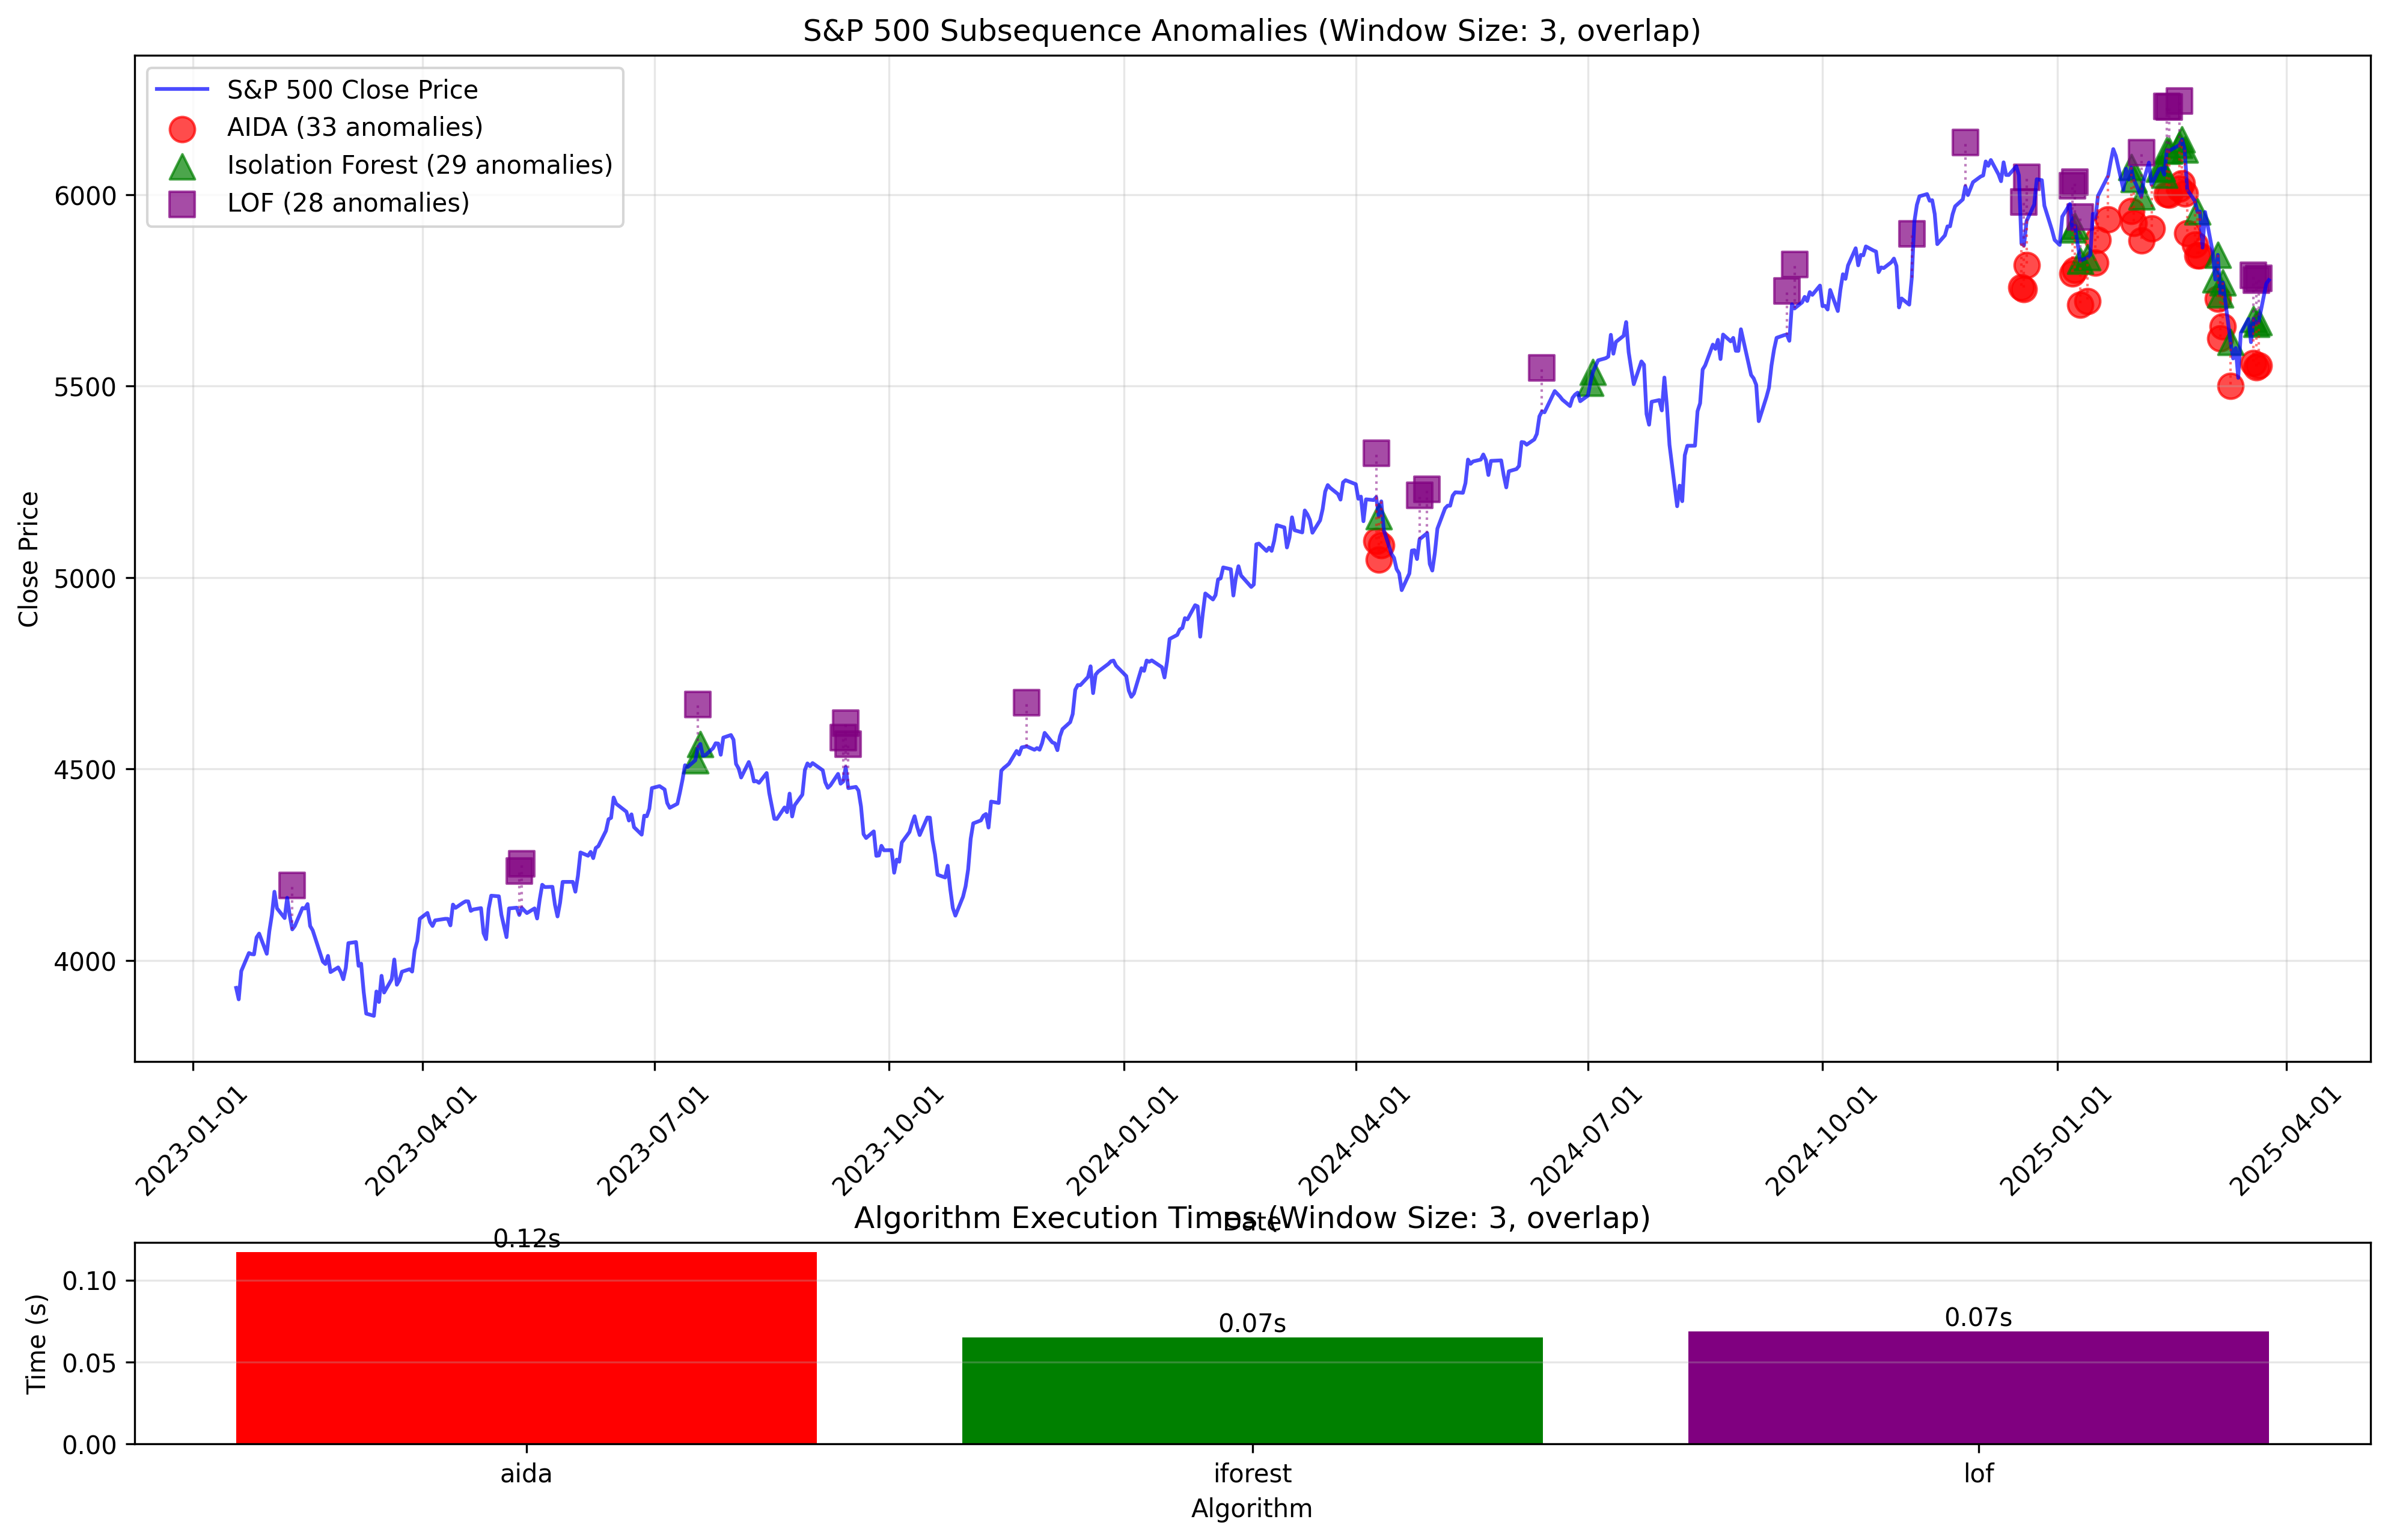 S&P 500 Subsequence Anomalies (Window Size: 3, overlap)
S&P 500 Close Price
AIDA (33 anomalies)
Isolation Forest (29 anomalies)
LOF (28 anomalies)
Close Price
6000
5500
5000
4500
4000
2023-01-01
2023-04-01
2023-07-01
2023-10-01
2024-01-01
2024-04-01
2024-07-01
2024-10-01
2025-01-01
2025-04-01
Date
Algorithm Execution Times (Window Size: 3, overlap)
Time (s)
0.10
0.05
0.00
0.12s
0.07s
0.07s
aida
iforest
lof
Algorithm